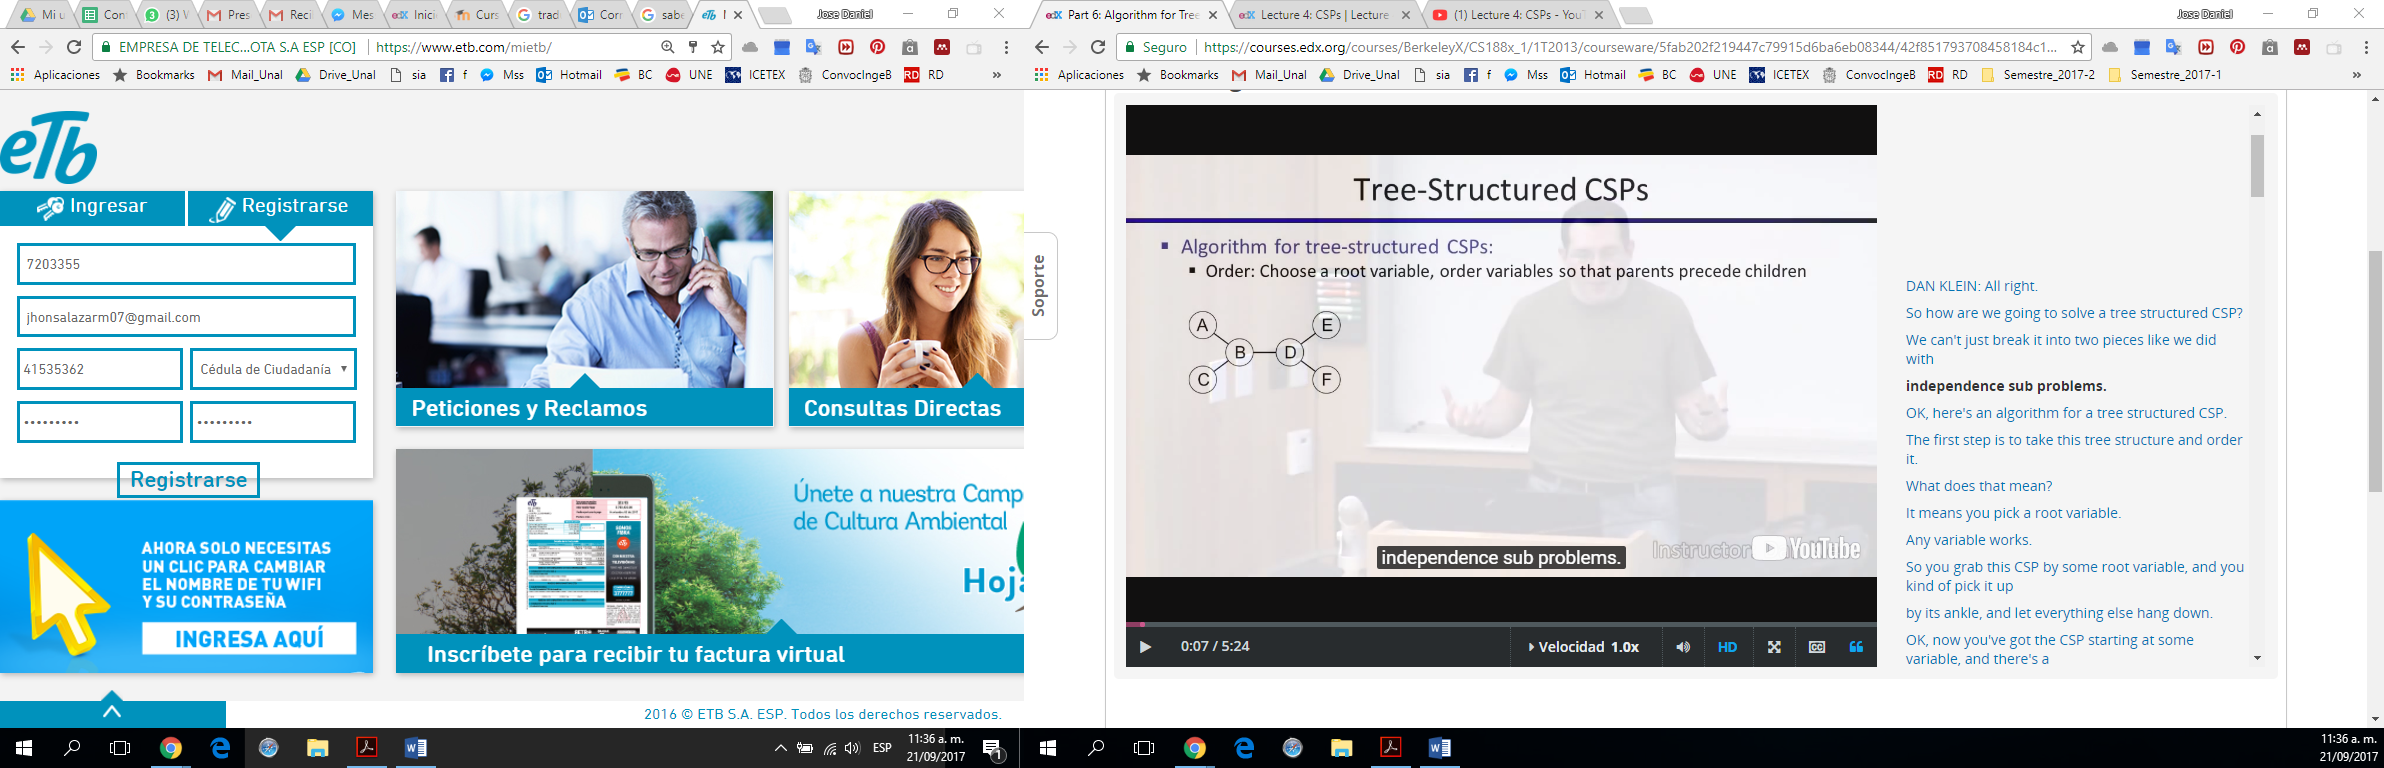 Mi u
Con
(3) W
Pres
Reci
Mes
Inici
Curs
trad
Corr
sabe
Jose Daniel
EMPRESA DE TELEC...OTA S.A ESP [CO]
https://www.etb.com/mietb/
Aplicaciones
Bookmarks
Mail_Unal
Drive_Unal
sia
f
Mss
Hotmail
BC
UNE
ICETEX
ConvocIngeB
RD
»
eTb
Ingresar
Registrarse
7203355
jhonsalazarm07@gmail.com
41535362
Cédula de Ciudadanía
•••••••••
•••••••••
Registrarse
AHORA SOLO NECESITAS
UN CLIC PARA CAMBIAR
EL NOMBRE DE TU WIFI
Y SU CONTRASEÑA
INGRESA AQUÍ
Peticiones y Reclamos
Consultas Directas
Soporte
Únete a nuestra Camp
de Cultura Ambiental
Hoja
Inscríbete para recibir tu factura virtual
2016 © ETB S.A. ESP. Todos los derechos reservados.
ESP
11:36 a. m.
21/09/2017
1
Part 6: Algorithm for Tree
Lecture 4: CSPs | Lecture
(1) Lecture 4: CSPs - YouT
Jose Daniel
Seguro
https://courses.edx.org/courses/BerkeleyX/CS188x_1/1T2013/courseware/5fab202f219447c79915d6ba6eb08344/42f851793708458184c1...
Aplicaciones
Bookmarks
Mail_Unal
Drive_Unal
sia
f
Mss
Hotmail
BC
UNE
ICETEX
ConvocIngeB
RD
Semestre_2017-2
Semestre_2017-1
»
Tree-Structured CSPs
Algorithm for tree-structured CSPs:
Order: Choose a root variable, order variables so that parents precede children
A
E
B
D
C
F
independence sub problems.
Instructor
YouTube
0:07 / 5:24
Velocidad 1.0x
HD
DAN KLEIN: All right.
So how are we going to solve a tree structured CSP?
We can't just break it into two pieces like we did
with
independence sub problems.
OK, here's an algorithm for a tree structured CSP.
The first step is to take this tree structure and order
it.
What does that mean?
It means you pick a root variable.
Any variable works.
So you grab this CSP by some root variable, and you
kind of pick it up
by its ankle, and let everything else hang down.
OK, now you've got the CSP starting at some
variable, and there's a
11:36 a. m.
21/09/2017